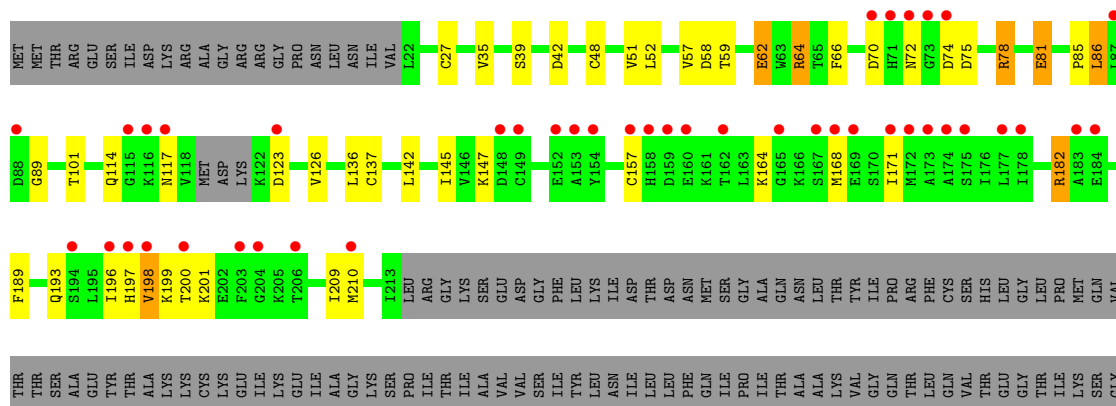 MET MET THR ARG GLU SER ILE ASP LYS ARG ALA GLY ARG ARG GLY PRO ASN LEU ASN ILE VAL L22 C27 V35 S39 D42 C48 V51 L52 V57 D58 T59 E62 W63 R64 T65 F66 D70 H71 N72 G73 D74 D75 R78 E81 P85 L86 L87
D88 G89 T101 Q114 G115 K116 N117 V118 MET ASP LYS K122 D123 V126 L136 C137 L142 I145 V146 K147 D148 C149 E152 A153 Y154 C157 H158 D159 E160 K161 T162 L163 K164 G165 K166 S167 M168 E169 S170 I171 M172 A173 A174 S175 I176 L177 I178 R182 A183 E184
F189 Q193 S194 L195 I196 H197 V198 K199 T200 K201 E202 F203 G204 K205 T206 I209 M210 I213 LEU ARG GLY LYS SER GLU ASP GLY PHE LEU LYS ILE ASP THR ASP ASN MET SER GLY ALA GLN ASN LEU THR TYR ILE PRO ARG PHE CYS SER HIS LEU GLY LEU PRO MET GLN VAL
THR THR SER ALA GLU TYR THR ALA LYS LYS CYS LYS GLU ILE LYS GLU ILE ALA GLY LYS SER PRO ILE THR ILE ALA VAL VAL SER ILE TYR LEU ASN ILE LEU LEU PHE GLN ILE PRO ILE THR ALA ALA LYS VAL GLY GLN THR LEU GLN VAL THR GLU GLY THR ILE LYS SER GLY